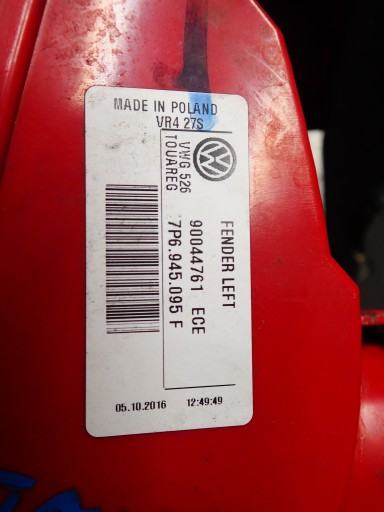 MADE IN POLAND
VR4 27S
VWG 526
TOUAREG
FENDER LEFT
90044761 ECE
7P6.945.095 F
05.10.2016 12:49:49